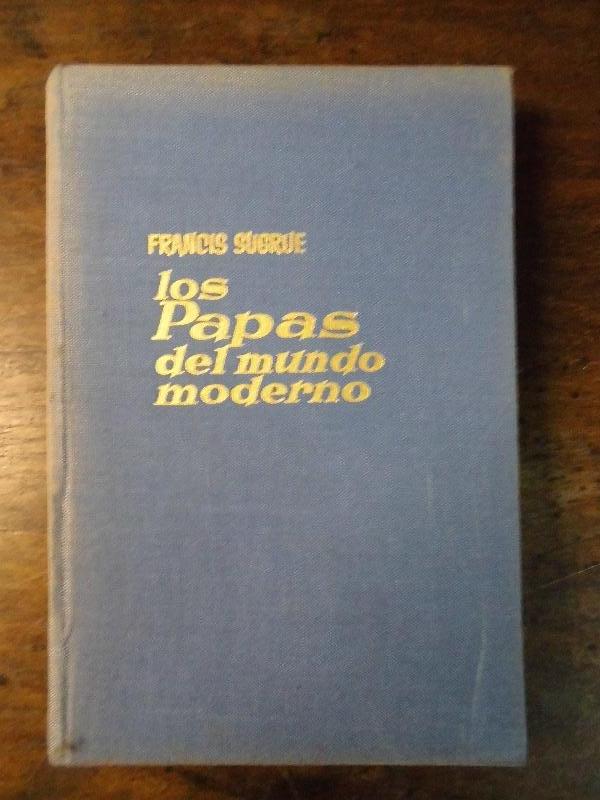 FRANCIS SUGRUE
los
Papas
del mundo
moderno